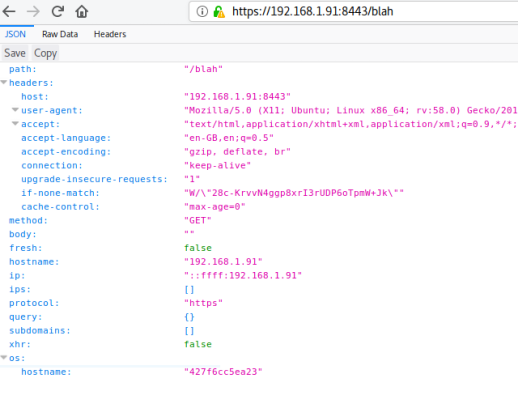 https://192.168.1.91:8443/blah
JSON Raw Data Headers
Save Copy
path: "/blah"
headers:
host: "192.168.1.91:8443"
user-agent: "Mozilla/5.0 (X11; Ubuntu; Linux x86_64; rv:58.0) Gecko/201
accept: "text/html,application/xhtml+xml,application/xml;q=0.9,*/*;
accept-language: "en-GB,en;q=0.5"
accept-encoding: "gzip, deflate, br"
connection: "keep-alive"
upgrade-insecure-requests: "1"
if-none-match: "W/\"28c-KrvvN4ggp8xrI3rUDP6oTpmW+Jk\""
cache-control: "max-age=0"
method: "GET"
body: ""
fresh: false
hostname: "192.168.1.91"
ip: "::ffff:192.168.1.91"
ips: []
protocol: "https"
query: {}
subdomains: []
xhr: false
os:
hostname: "427f6cc5ea23"